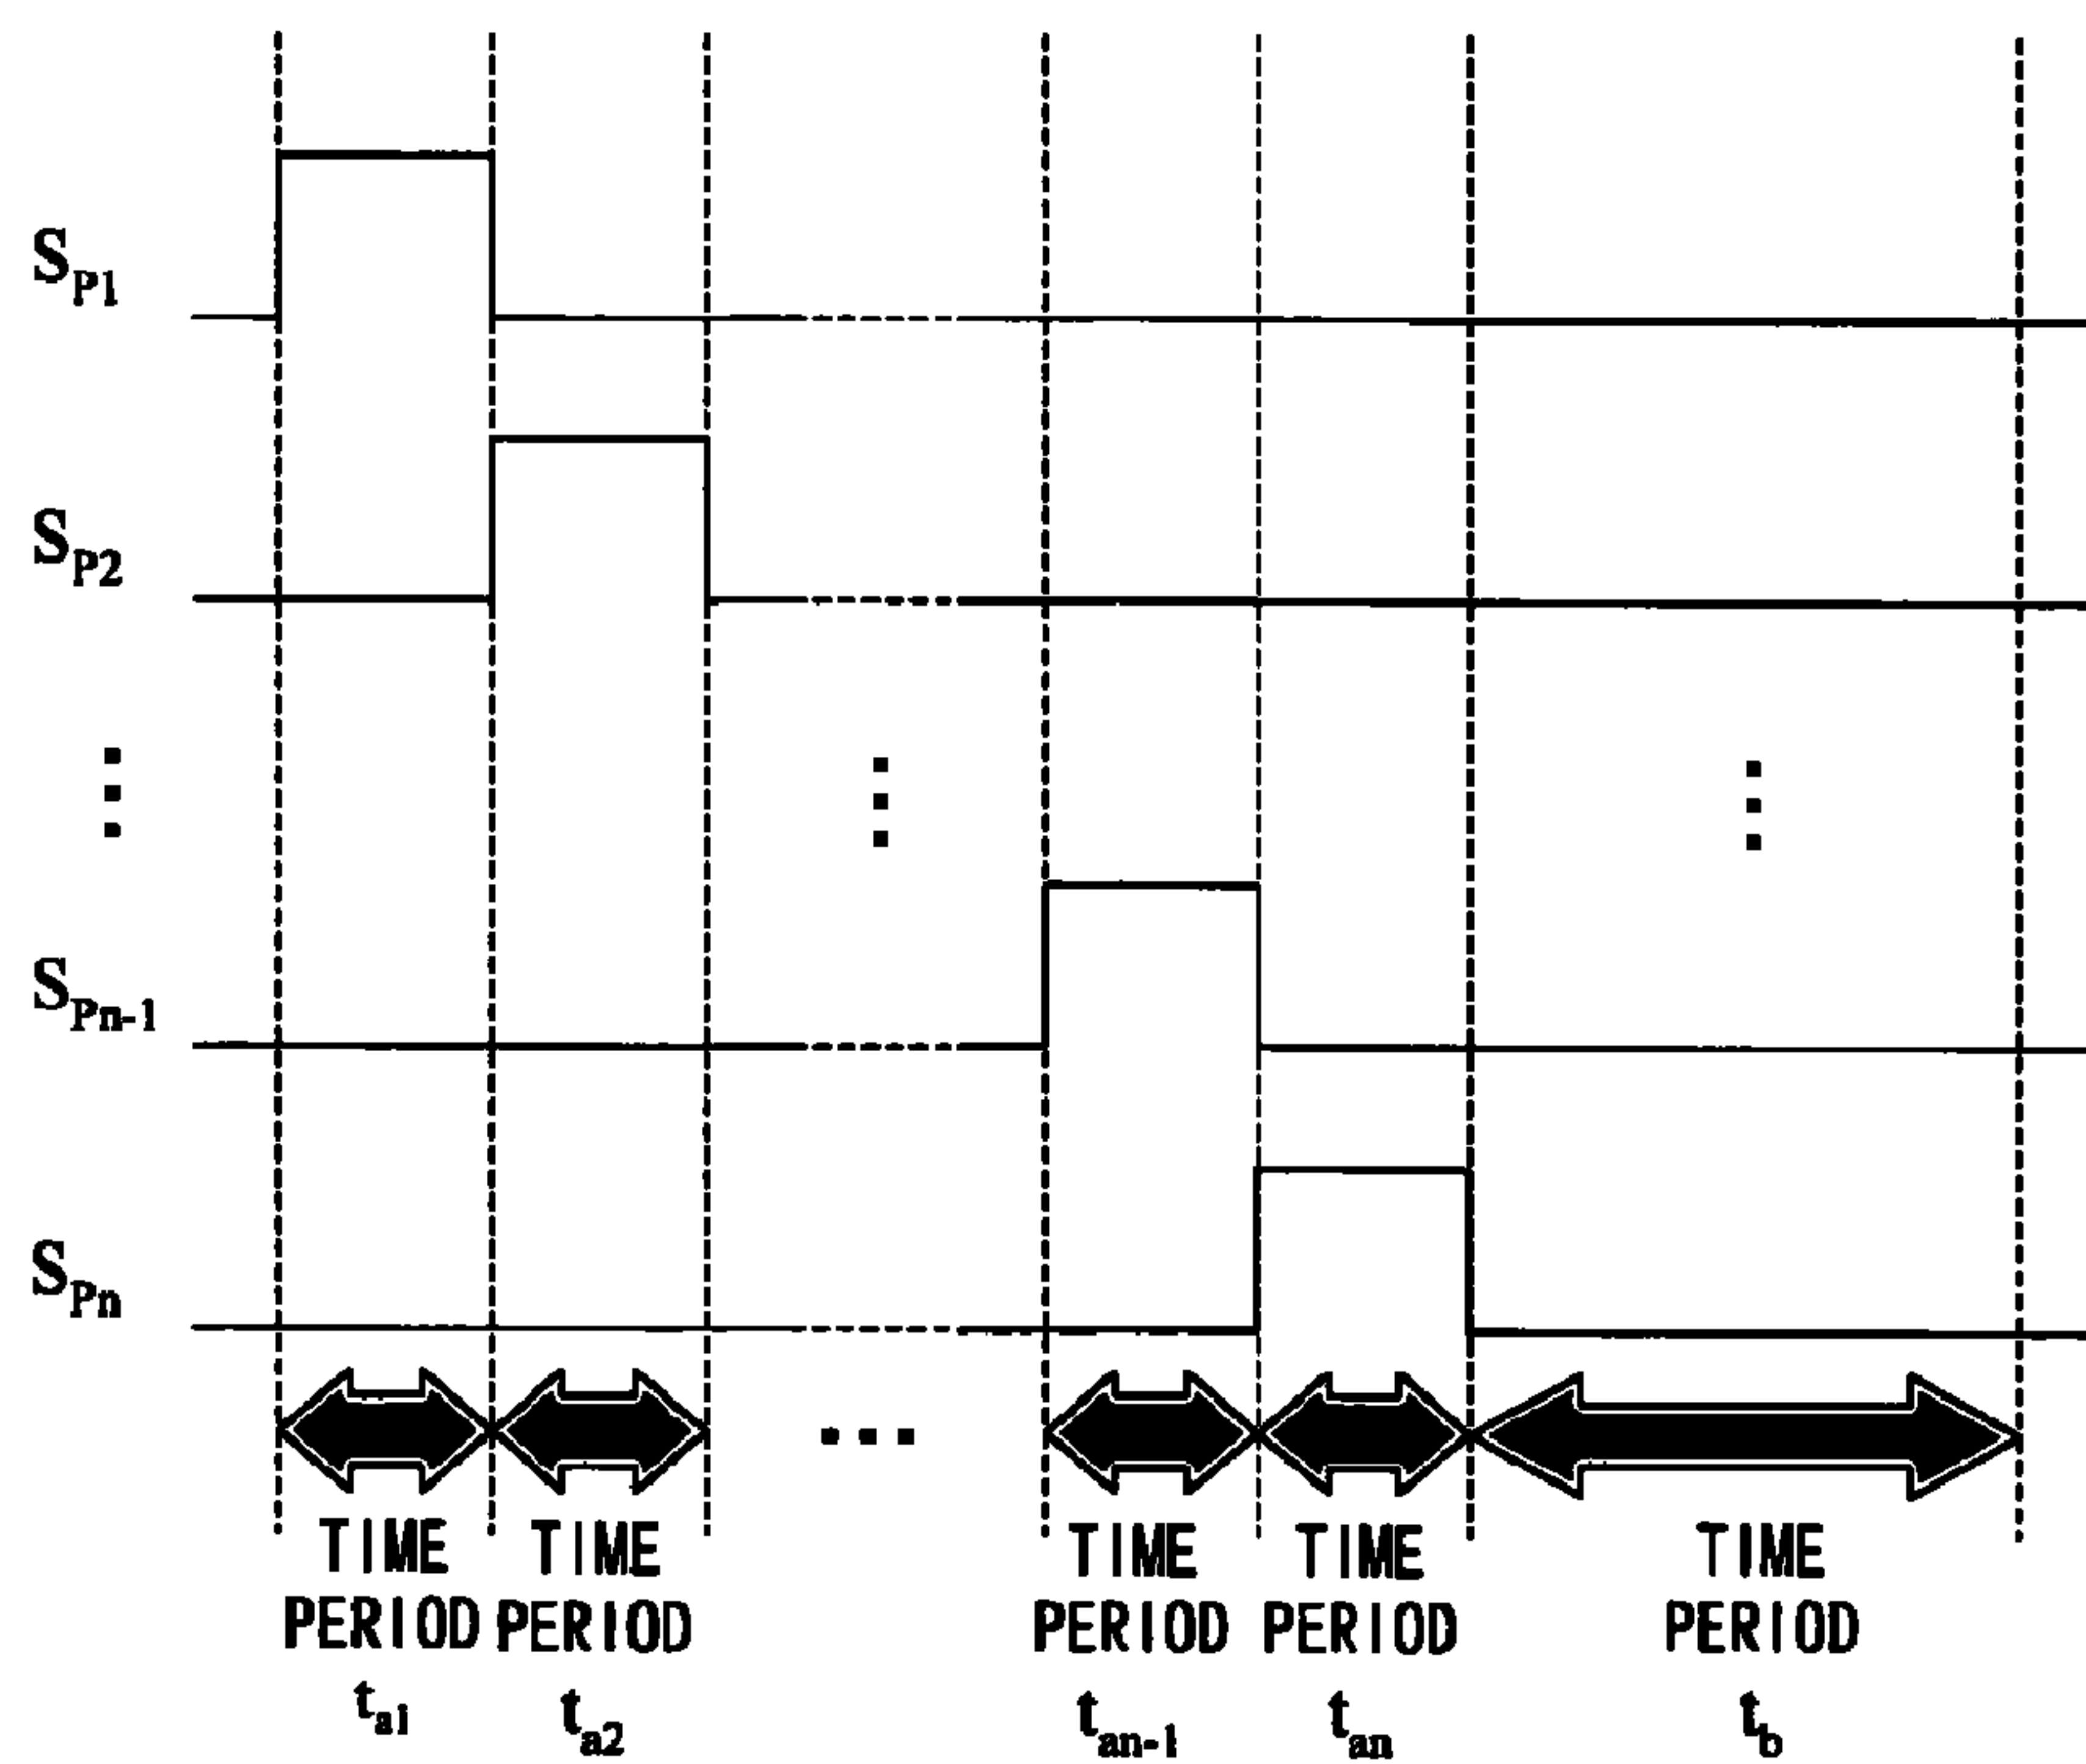 S_P1
S_P2
⋮ ⋮ ⋮
S_Pn-1
S_Pn
...
TIME PERIOD t_a1
TIME PERIOD t_a2
TIME PERIOD t_an-1
TIME PERIOD t_an
TIME PERIOD t_b